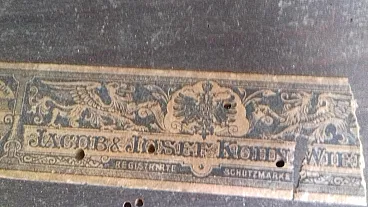 JACOB & JOSEF KOHN WIEN
REGISTRIRTE SCHUTZMARKE